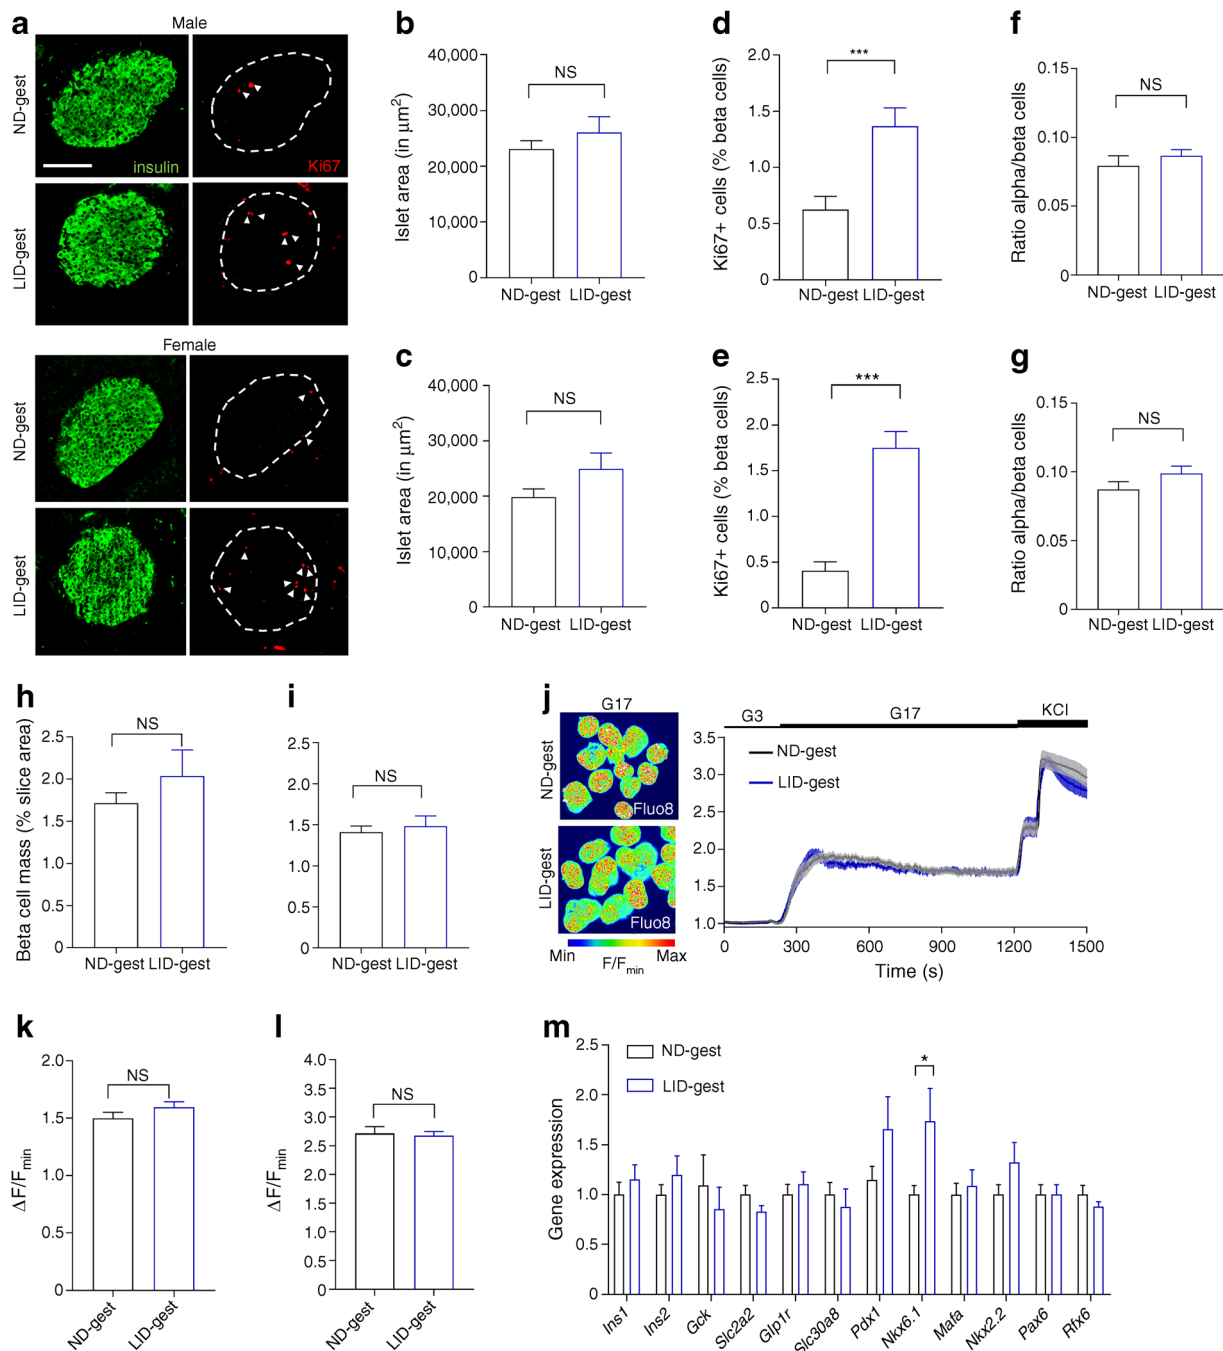 a
Male
ND-gest
insulin
Ki67
LID-gest
Female
ND-gest
LID-gest
b
Islet area (in μm²)
40,000
30,000
20,000
10,000
0
NS
ND-gest LID-gest
c
Islet area (in μm²)
40,000
30,000
20,000
10,000
0
NS
ND-gest LID-gest
d
Ki67+ cells (% beta cells)
2.0
1.5
1.0
0.5
0
***
ND-gest LID-gest
e
Ki67+ cells (% beta cells)
2.5
2.0
1.5
1.0
0.5
0
***
ND-gest LID-gest
f
Ratio alpha/beta cells
0.15
0.10
0.05
0
NS
ND-gest LID-gest
g
Ratio alpha/beta cells
0.15
0.10
0.05
0
NS
ND-gest LID-gest
h
Beta cell mass (% slice area)
2.5
2.0
1.5
1.0
0.5
0
NS
ND-gest LID-gest
i
2.5
2.0
1.5
1.0
0.5
0
NS
ND-gest LID-gest
j
G17
ND-gest
Fluo8
LID-gest
Fluo8
Min F/Fmin Max
G3 G17 KCl
ND-gest
LID-gest
3.5
3.0
2.5
2.0
1.5
1.0
0 300 600 900 1200 1500
Time (s)
k
ΔF/Fmin
2.0
1.5
1.0
0.5
0
NS
ND-gest LID-gest
l
ΔF/Fmin
4.0
3.5
3.0
2.5
2.0
1.5
1.0
0.5
0
NS
ND-gest LID-gest
m
Gene expression
2.5
2.0
1.5
1.0
0.5
0
ND-gest
LID-gest
*
Ins1 Ins2 Gck Slc2a2 Glp1r Slc30a8 Pdx1 Nkx6.1 Mafa Nkx2.2 Pax6 Rfx6